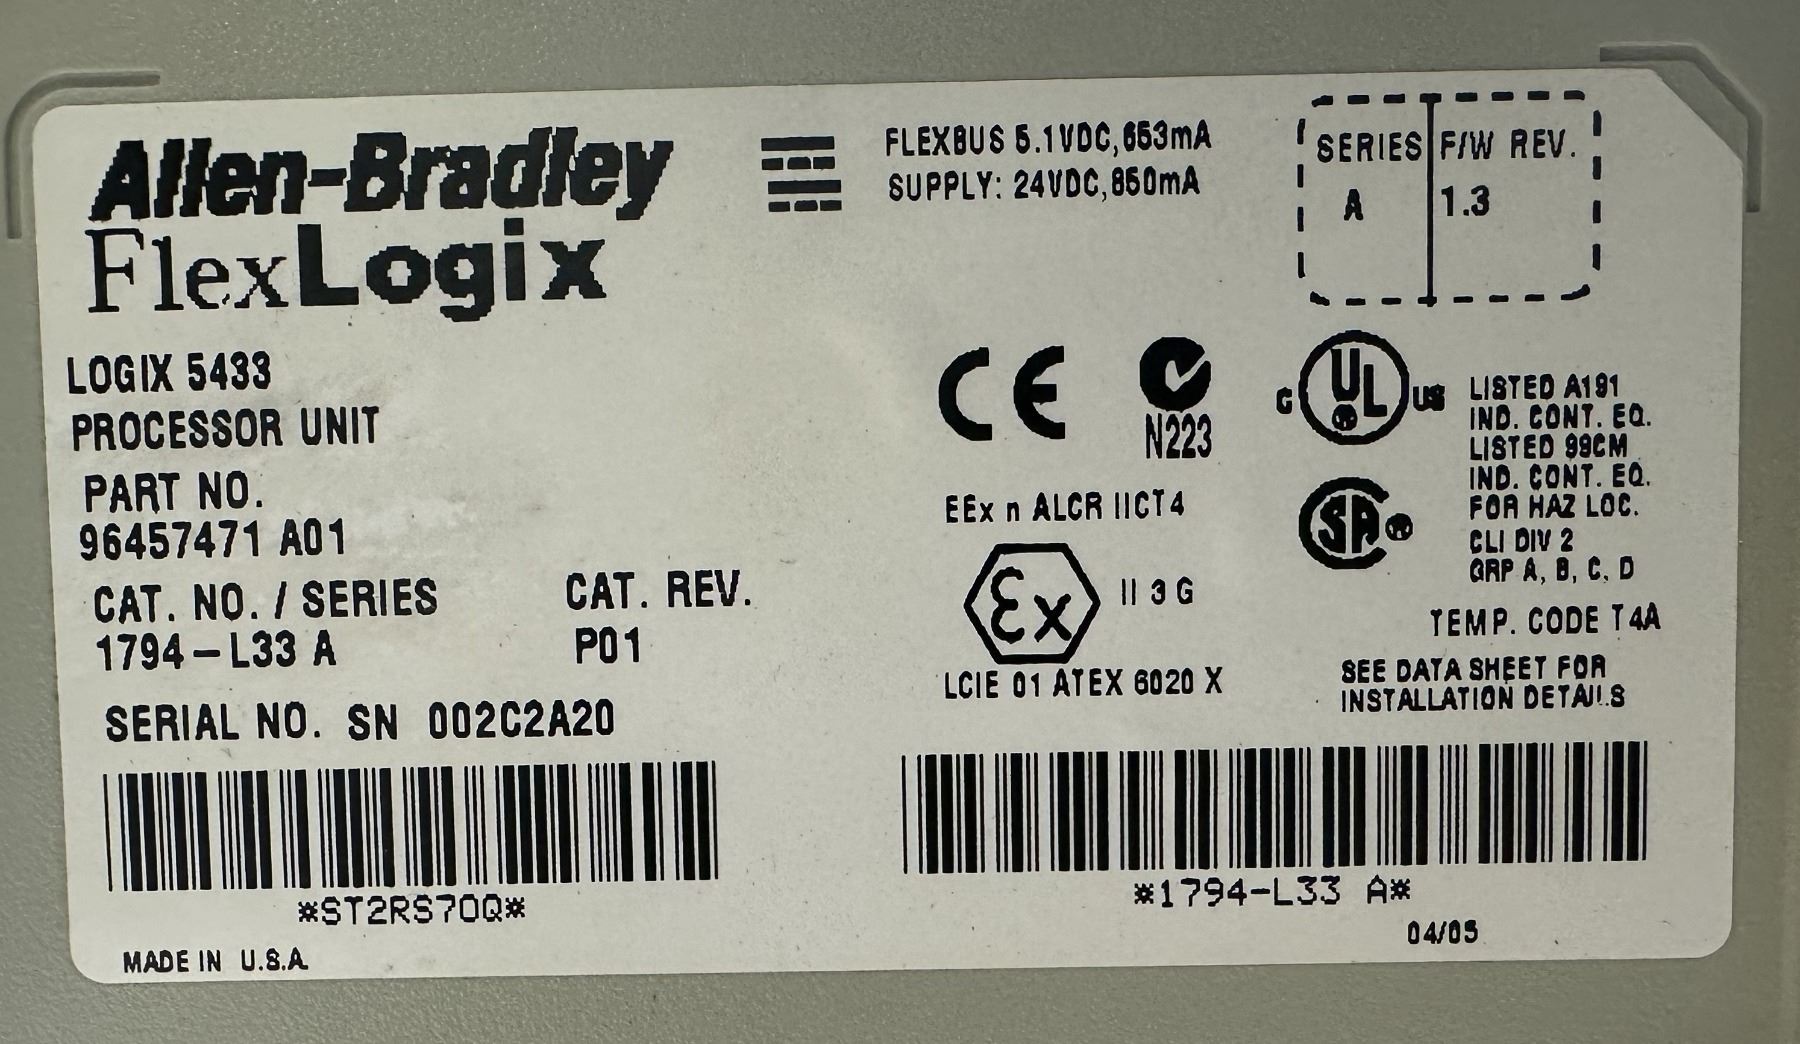 Allen-Bradley
FlexLogix
LOGIX 5433
PROCESSOR UNIT
PART NO.
96457471 A01
CAT. NO. / SERIES
1794-L33 A
CAT. REV.
P01
SERIAL NO. SN 002C2A20
*ST2RS70Q*
MADE IN U.S.A
FLEXBUS 5.1VDC,653mA
SUPPLY: 24VDC,850mA
SERIES F/W REV.
A 1.3
CE
N223
C UL US
LISTED A191
IND. CONT. EQ.
LISTED 99CM
IND. CONT. EQ.
FOR HAZ LOC.
CLI DIV 2
GRP A, B, C, D
SA
TEMP. CODE T4A
SEE DATA SHEET FOR
INSTALLATION DETAILS
EEx n ALCR IICT4
Ex II 3 G
LCIE 01 ATEX 6020 X
*1794-L33 A*
04/05